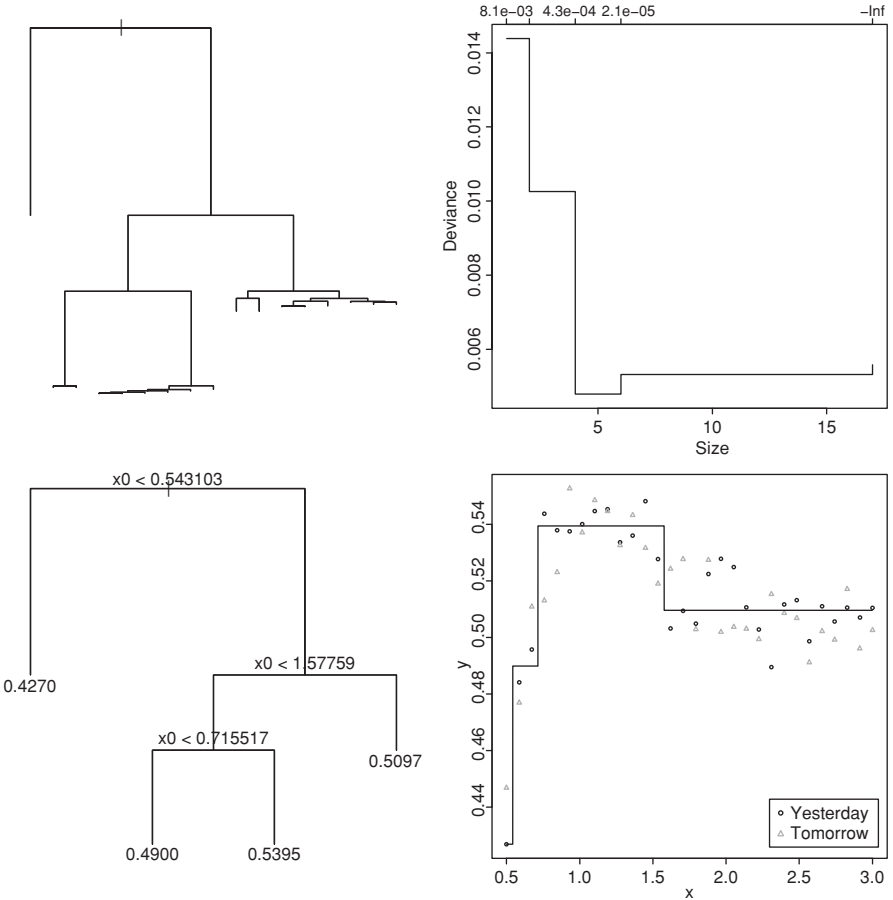 8.1e−03 4.3e−04 2.1e−05 −Inf
0.014
0.012
0.010
0.008
0.006
Deviance
5 10 15
Size
x0 < 0.543103
x0 < 1.57759
0.4270
x0 < 0.715517
0.5097
0.4900 0.5395
0.54
0.52
0.50
0.48
0.46
0.44
y
Yesterday
Tomorrow
0.5 1.0 1.5 2.0 2.5 3.0
x